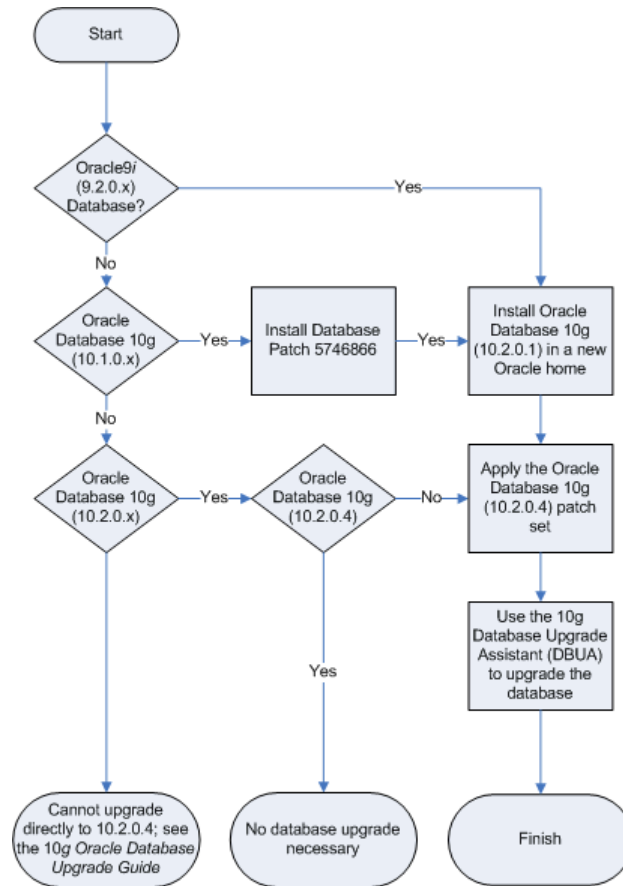 Start
Oracle9i
(9.2.0.x)
Database?
Yes
No
Oracle
Database 10g
(10.1.0.x)
Yes
Install Database
Patch 5746866
Yes
Install Oracle
Database 10g
(10.2.0.1) in a new
Oracle home
No
Oracle
Database 10g
(10.2.0.x)
Yes
Oracle
Database 10g
(10.2.0.4)
No
Apply the Oracle
Database 10g
(10.2.0.4) patch
set
Use the 10g
Database Upgrade
Assistant (DBUA)
to upgrade the
database
Yes
Cannot upgrade
directly to 10.2.0.4; see
the 10g Oracle Database
Upgrade Guide
No database upgrade
necessary
Finish